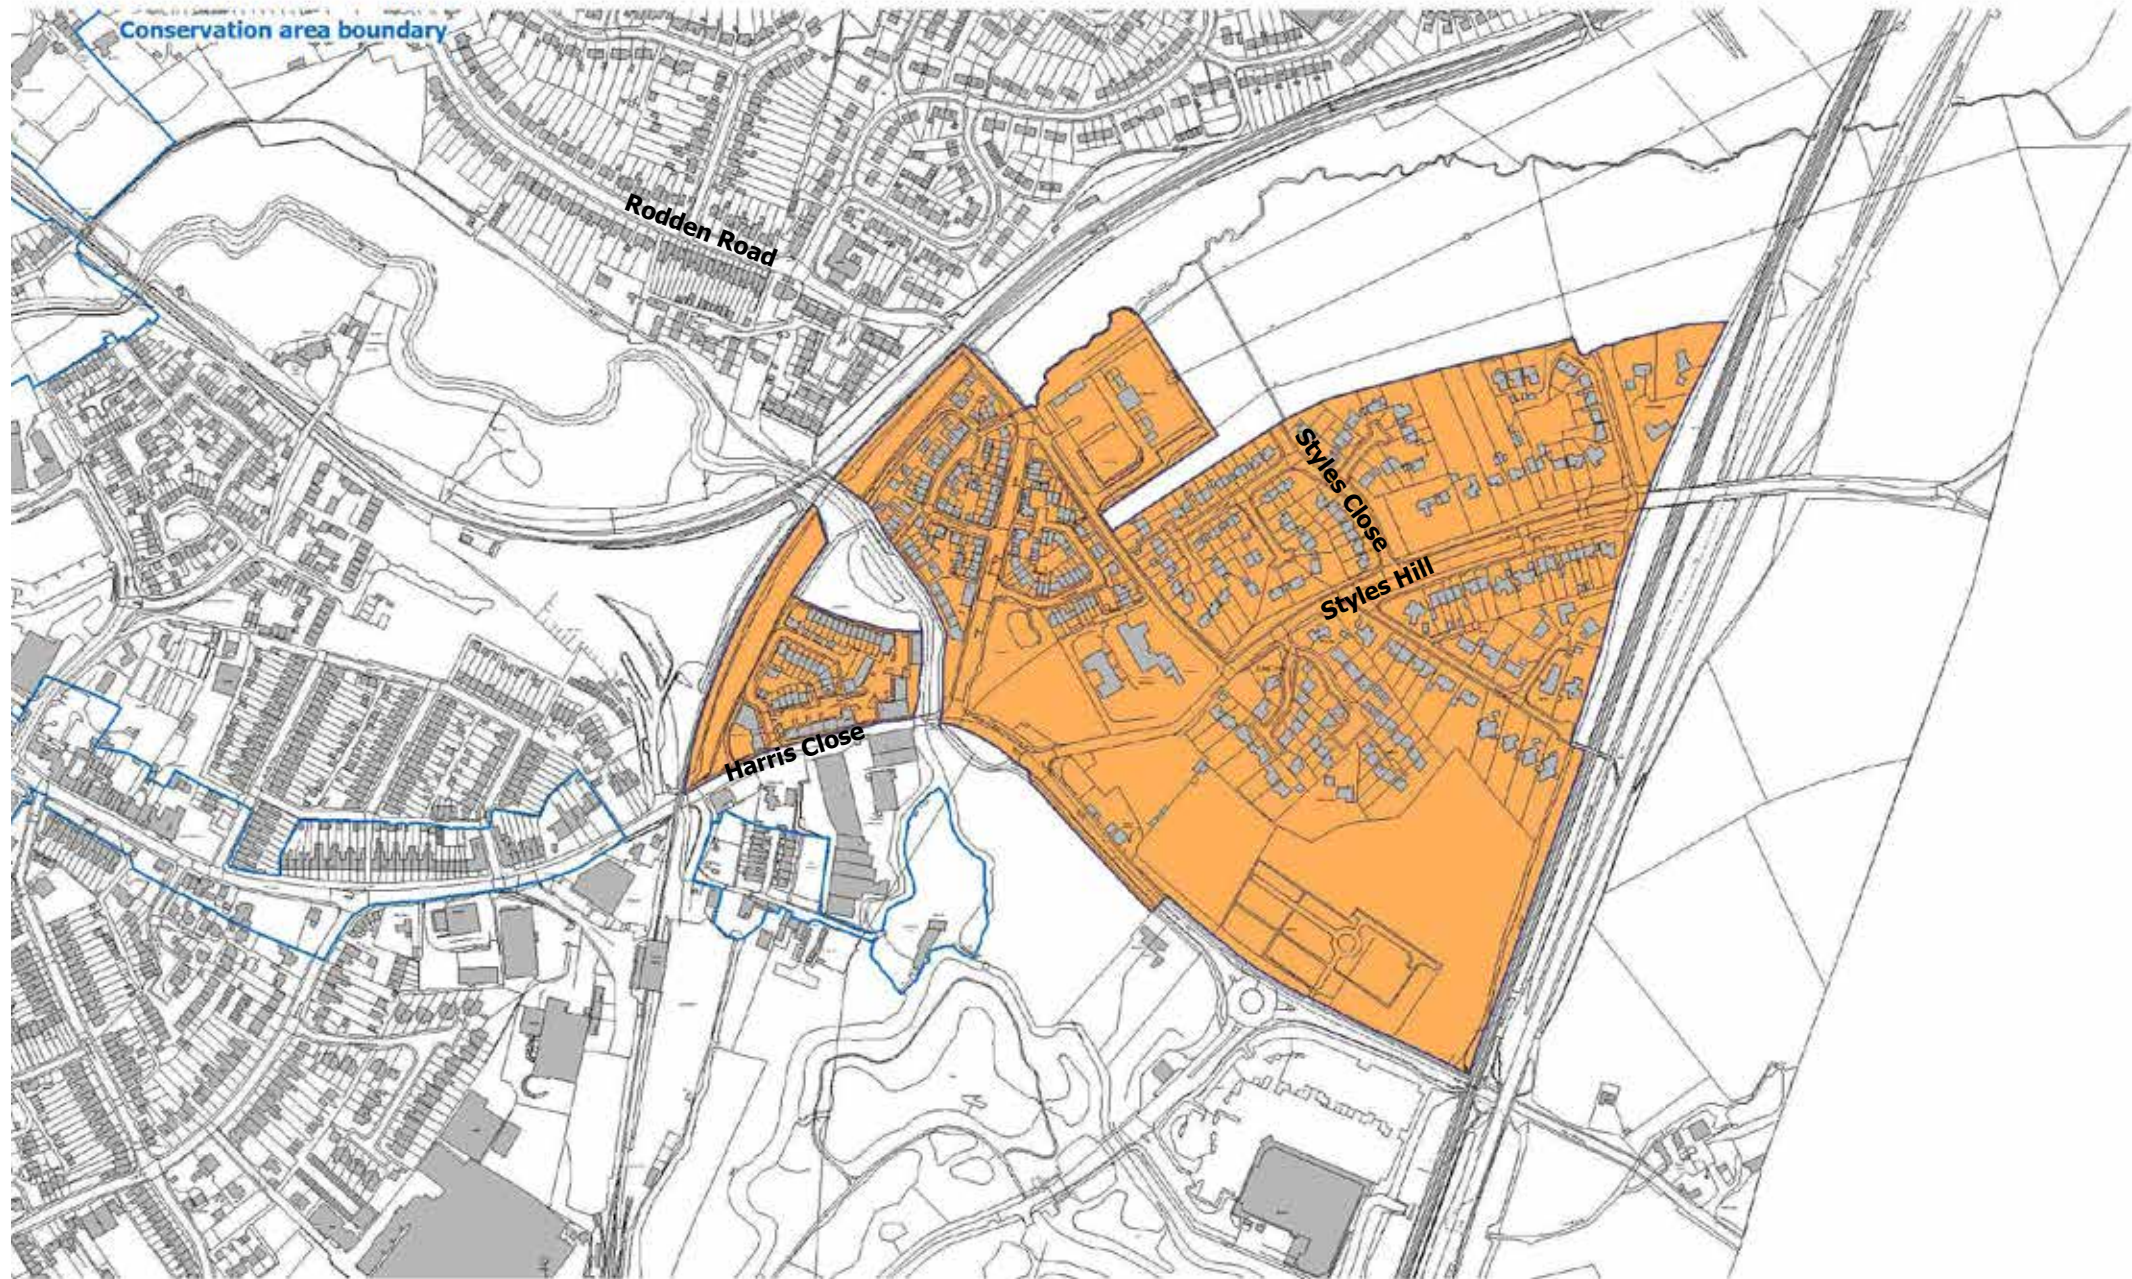 Conservation area boundary
Rodden Road
Styles Close
Styles Hill
Harris Close